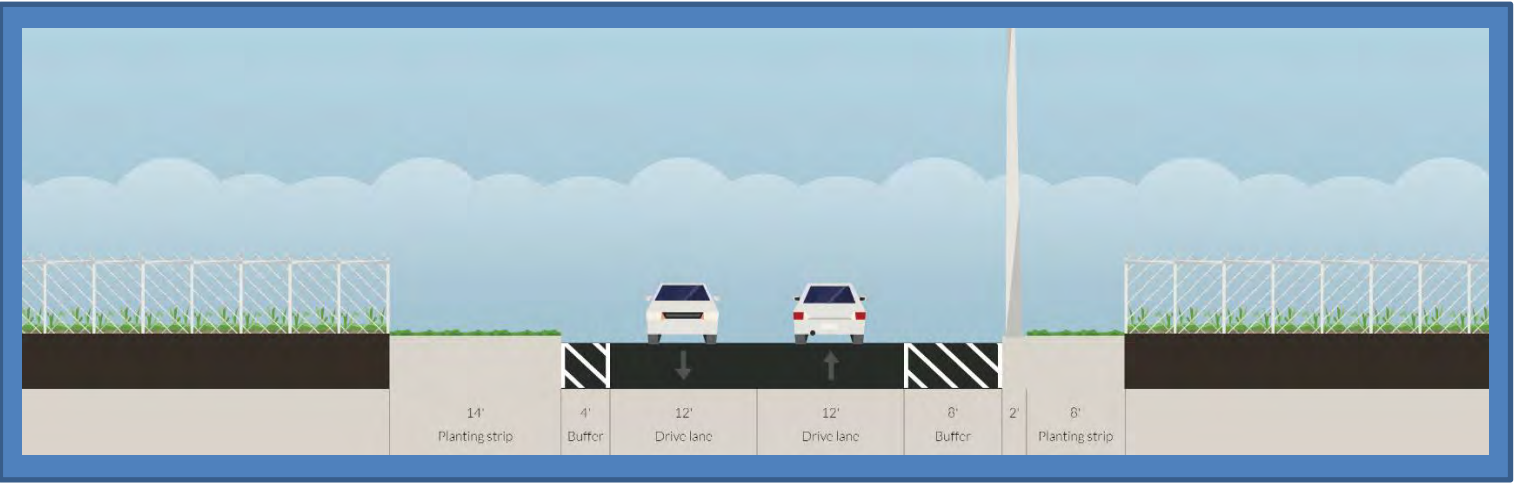 14' 4' 12' 12' 8' 2' 8'
Planting strip Buffer Drive lane Drive lane Buffer Planting strip